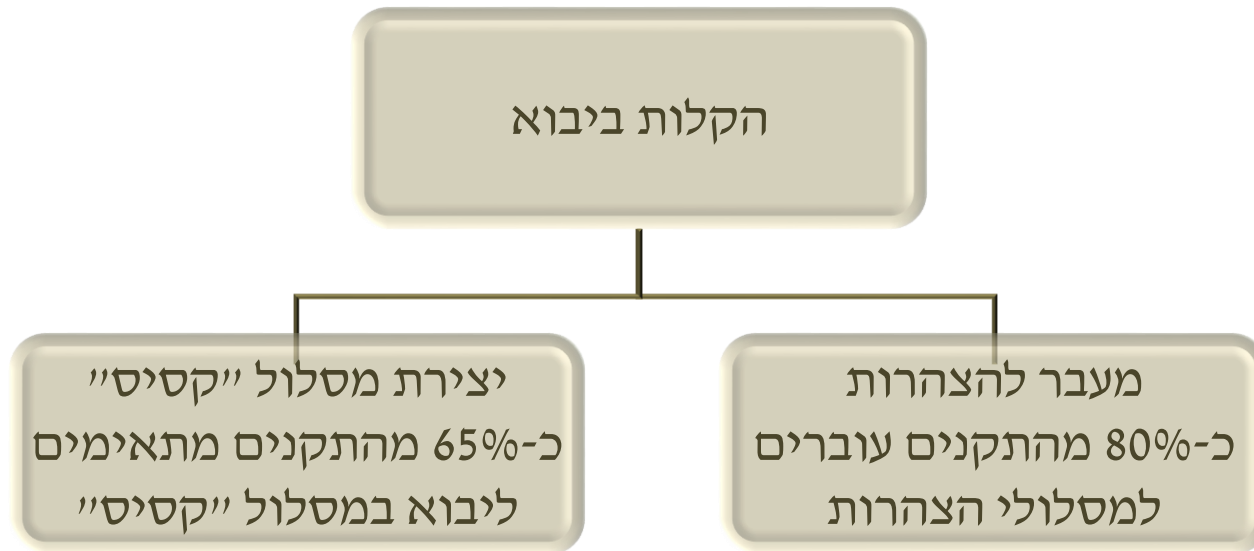 הקלות ביבוא
מעבר להצהרות
כ-80% מהתקנים עוברים
למסלולי הצהרות
יצירת מסלול "קסיס"
כ-65% מהתקנים מתאימים
ליבוא במסלול "קסיס"